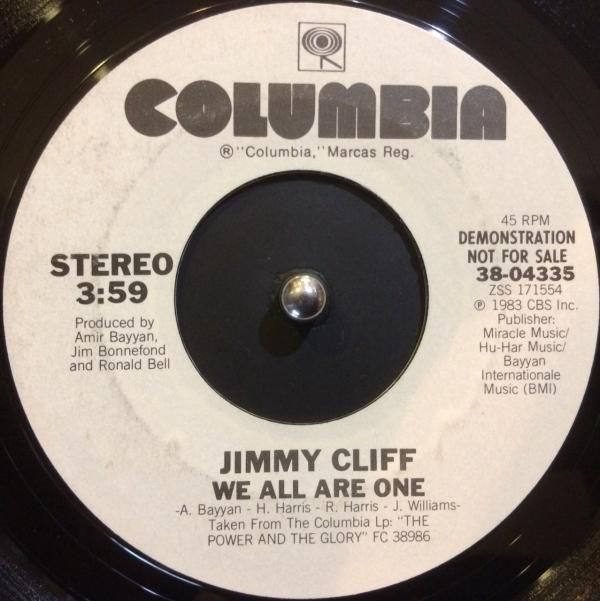 COLUMBIA
®"Columbia," Marcas Reg.
STEREO
3:59
Produced by
Amir Bayyan,
Jim Bonnefond
and Ronald Bell
45 RPM
DEMONSTRATION
NOT FOR SALE
38-04335
ZSS 171554
℗ 1983 CBS Inc.
Publisher:
Miracle Music/
Hu-Har Music/
Bayyan
Internationale
Music (BMI)
JIMMY CLIFF
WE ALL ARE ONE
-A. Bayyan - H. Harris - R. Harris - J. Williams-
Taken From The Columbia Lp: "THE
POWER AND THE GLORY" FC 38986